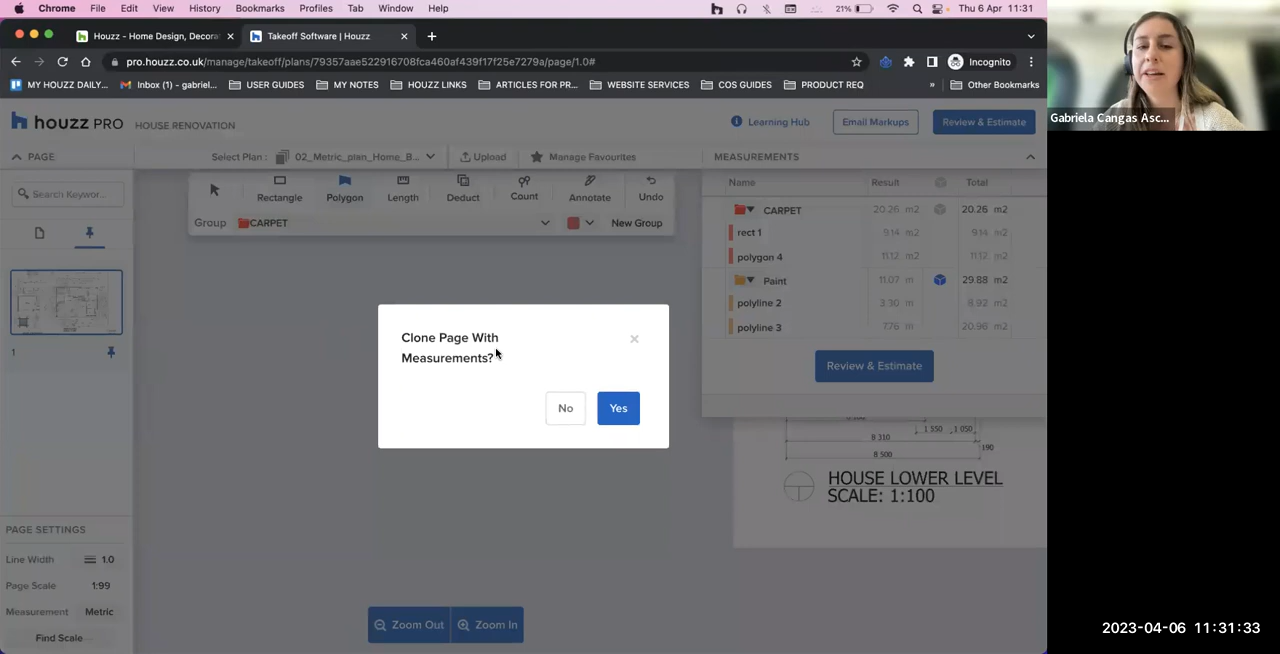 Chrome File Edit View History Bookmarks Profiles Tab Window Help 21% Thu 6 Apr 11:31
Houzz - Home Design, Decora
Takeoff Software | Houzz
pro.houzz.co.uk/manage/takeoff/plans/79357aae522916708fca460af439f17f25e7279a/page/1.0#
Incognito
MY HOUZZ DAILY... Inbox (1) - gabriel... USER GUIDES MY NOTES HOUZZ LINKS ARTICLES FOR PR... WEBSITE SERVICES COS GUIDES PRODUCT REQ » Other Bookmarks
houzz PRO HOUSE RENOVATION
Learning Hub Email Markups Review & Estimate
PAGE
Select Plan : 02_Metric_plan_Home_B... Upload Manage Favourites
MEASUREMENTS
Search Keywor...
Rectangle Polygon Length Deduct Count Annotate Undo
Group CARPET New Group
Name Result Total
CARPET 20.26 m2 20.26 m2
rect 1 9.14 m2 9.14 m2
polygon 4 11.12 m2 11.12 m2
Paint 11.07 m 29.88 m2
polyline 2 3.30 m 8.92 m2
polyline 3 7.76 m 20.96 m2
Review & Estimate
Clone Page With
Measurements?
No Yes
1
1 550 1 050
8 310
190
8 500
HOUSE LOWER LEVEL
SCALE: 1:100
PAGE SETTINGS
Line Width 1.0
Page Scale 1:99
Measurement Metric
Find Scale
Zoom Out Zoom In
Gabriela Cangas Asc...
2023-04-06 11:31:33